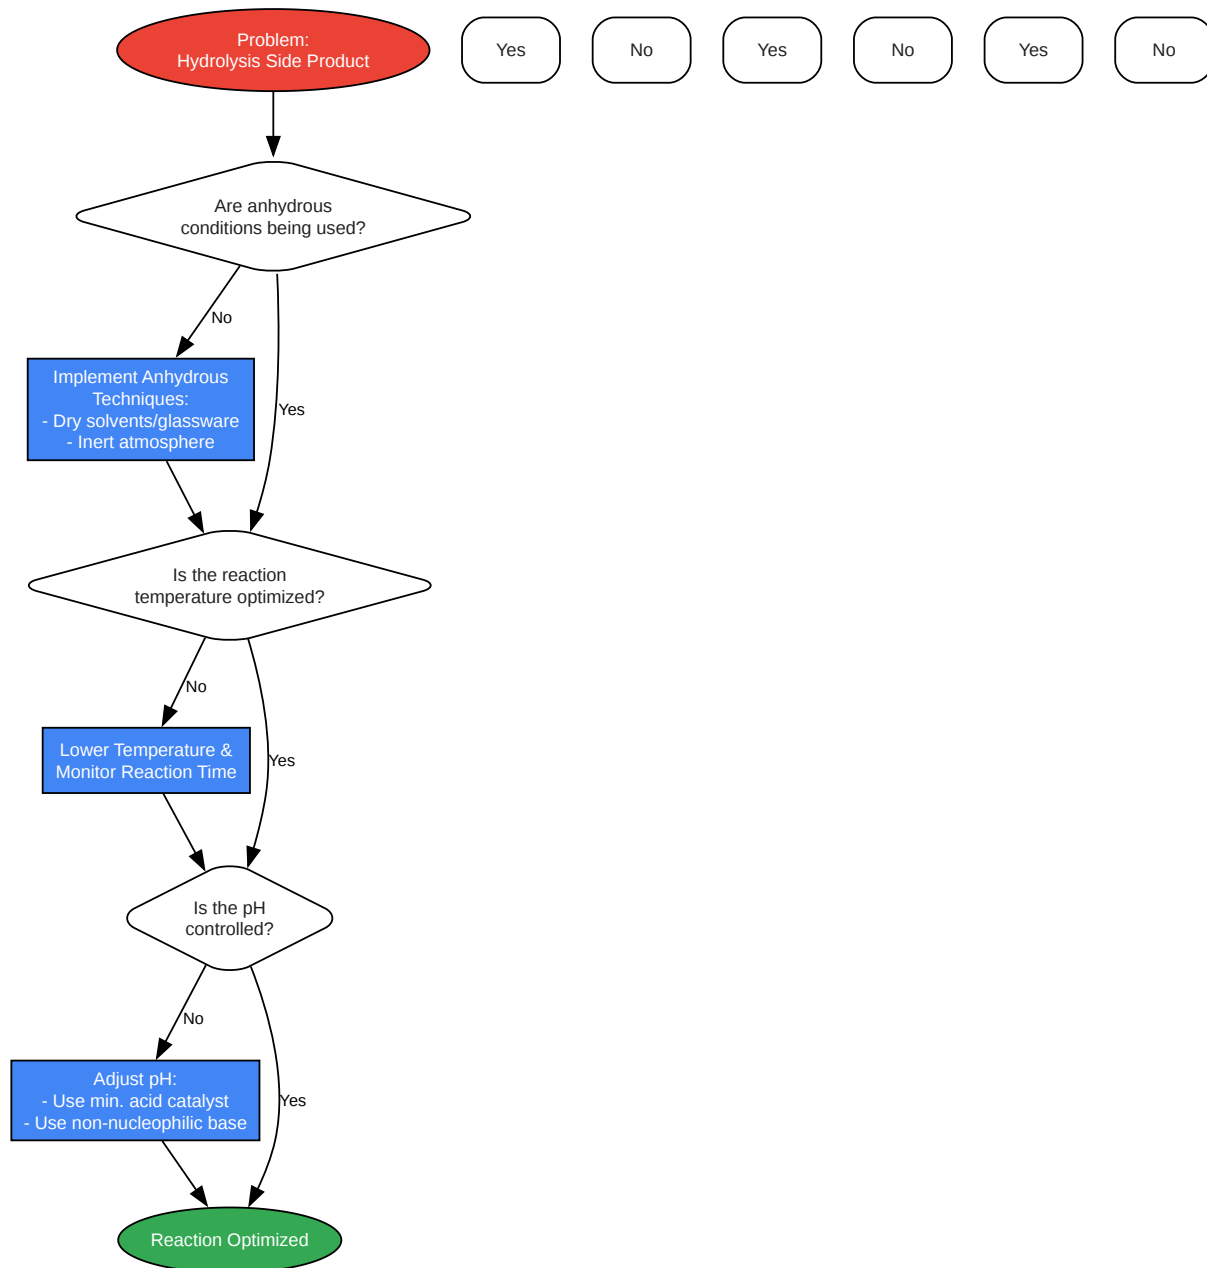 Problem:
Hydrolysis Side Product
Yes
No
Yes
No
Yes
No
Are anhydrous
conditions being used?
No
Implement Anhydrous
Techniques:
- Dry solvents/glassware
- Inert atmosphere
Yes
Is the reaction
temperature optimized?
No
Lower Temperature &
Monitor Reaction Time
Yes
Is the pH
controlled?
No
Adjust pH:
- Use min. acid catalyst
- Use non-nucleophilic base
Yes
Reaction Optimized